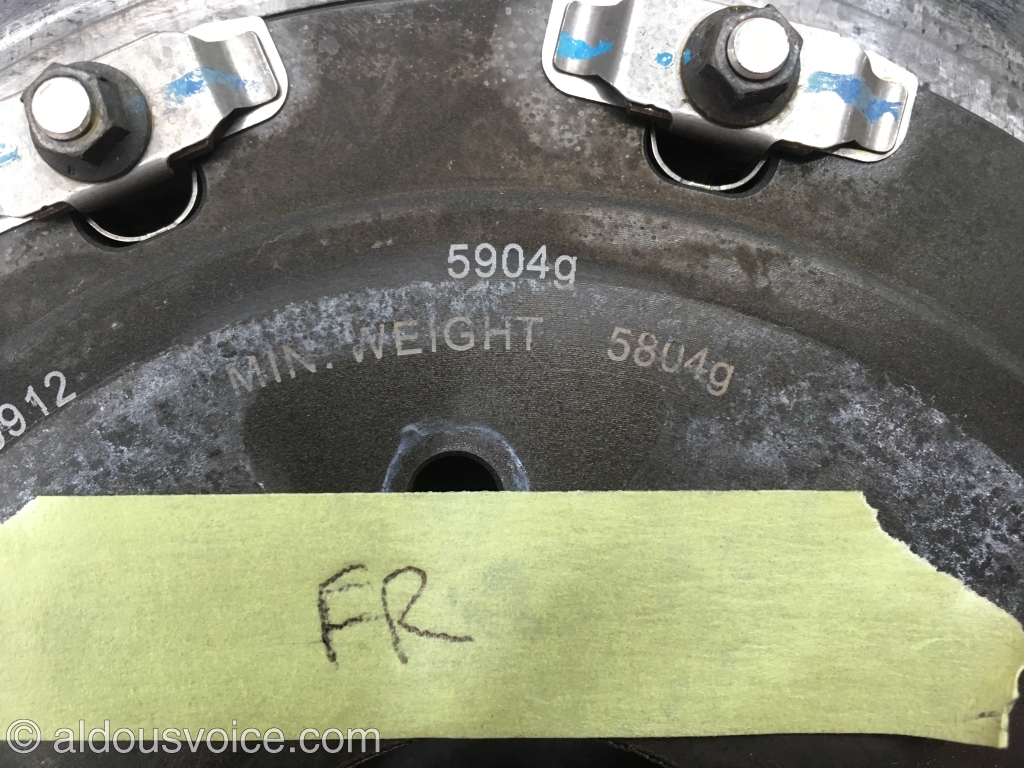 5904g
MIN. WEIGHT 5804g
912
FR
© aldousvoice.com